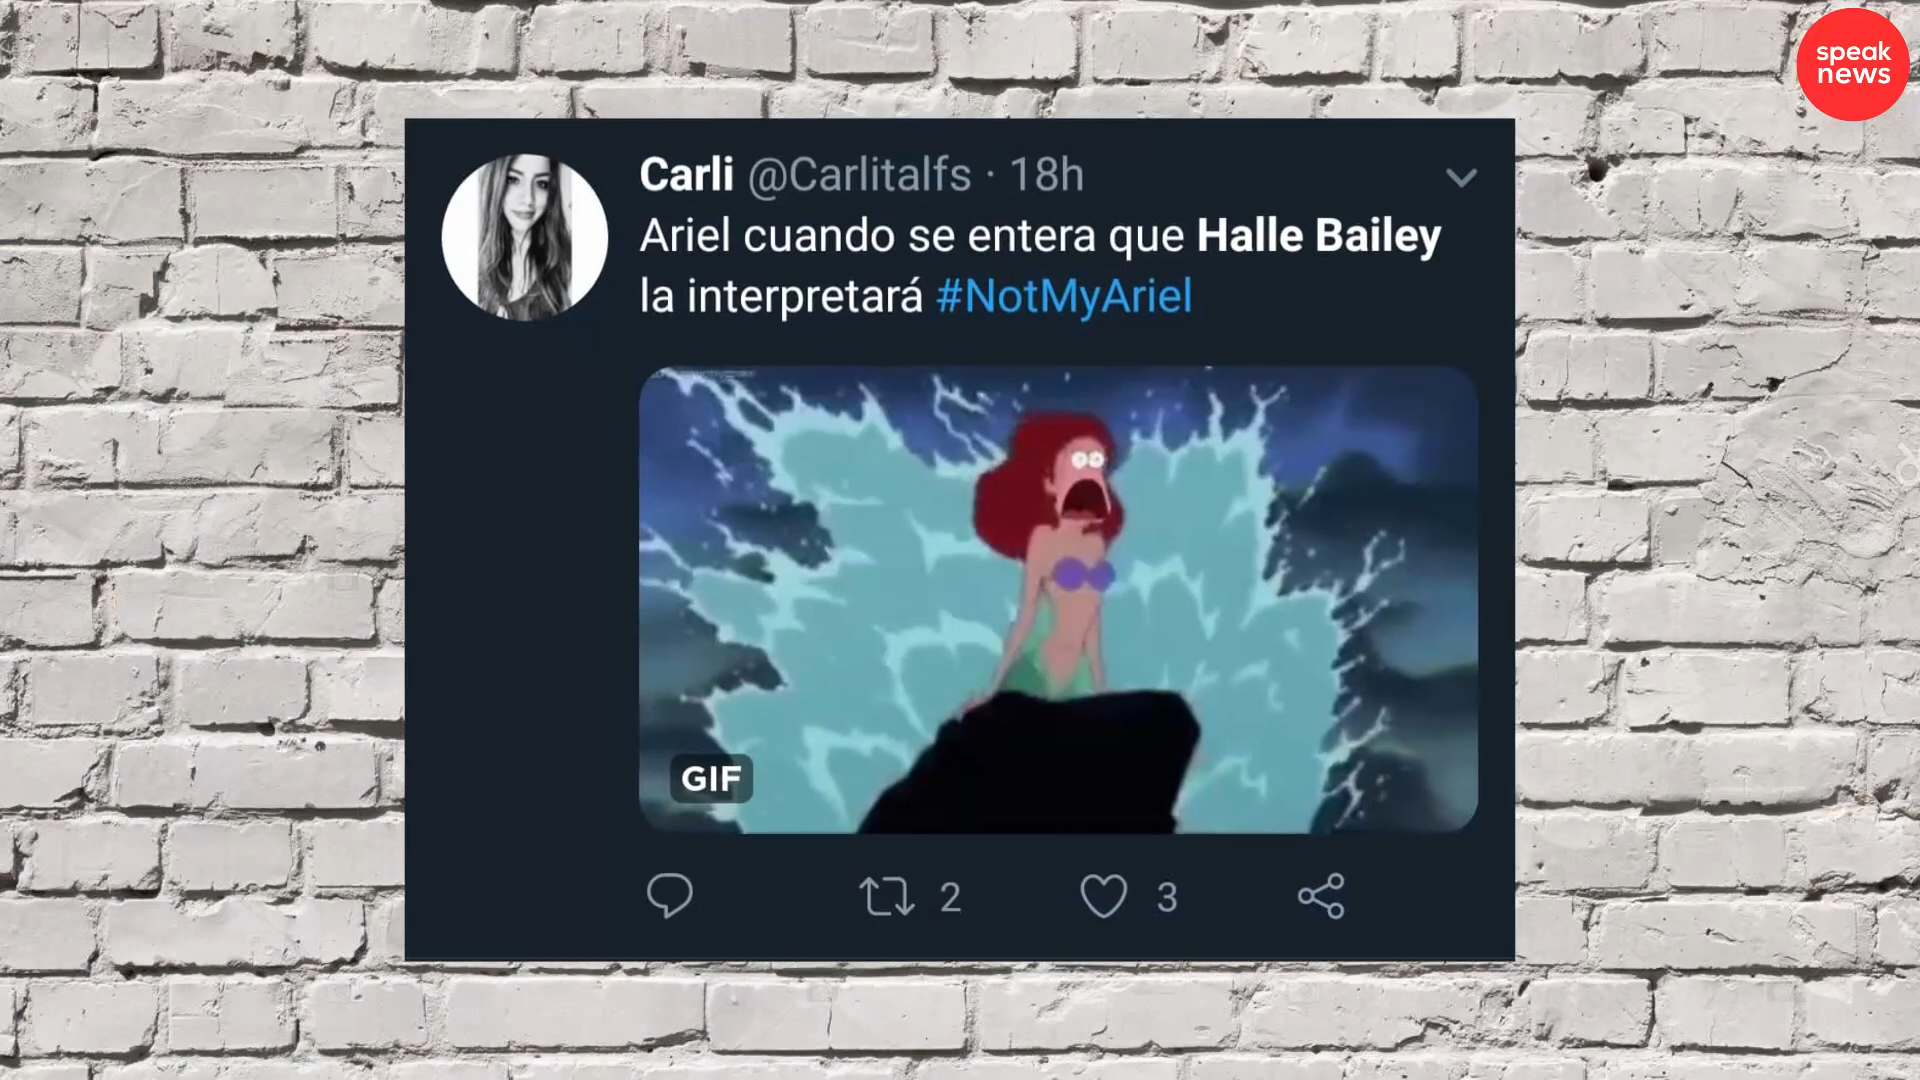 speak
news
Carli @Carlitalfs · 18h
Ariel cuando se entera que Halle Bailey
la interpretará #NotMyAriel
GIF
2
3